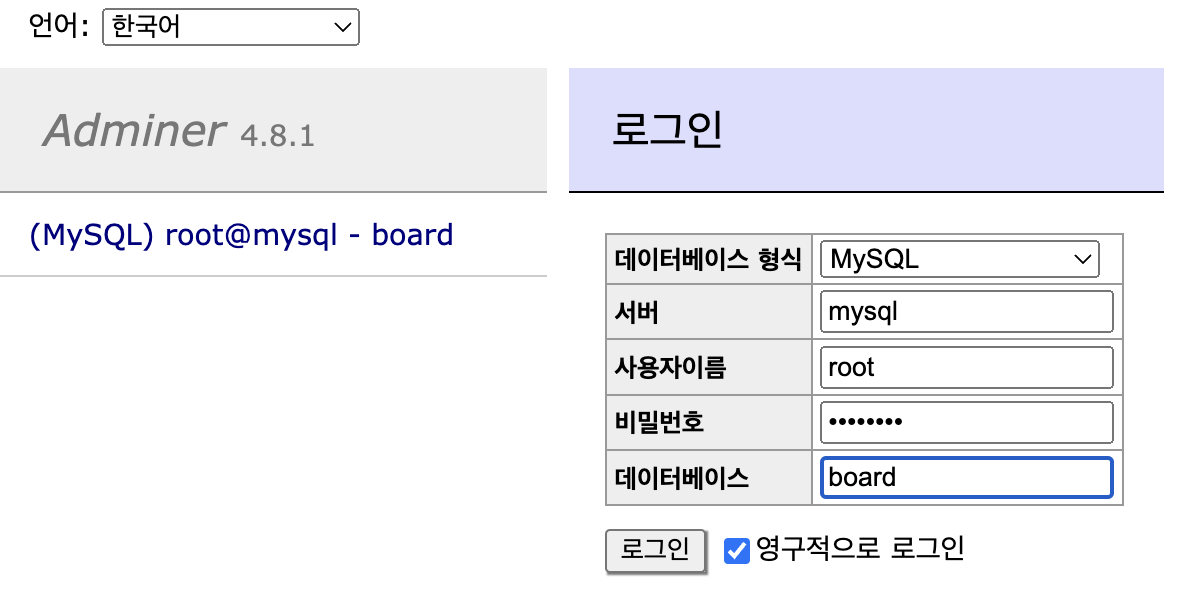 언어: 한국어
Adminer 4.8.1
로그인
(MySQL) root@mysql - board
데이터베이스 형식 MySQL
서버 mysql
사용자이름 root
비밀번호 ••••••••
데이터베이스 board
로그인 영구적으로 로그인